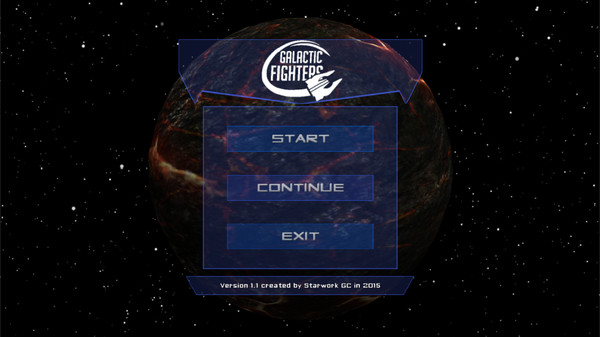 GALACTIC
FIGHTERS
START
CONTINUE
EXIT
Version 1.1 created by Starwork GC in 2015